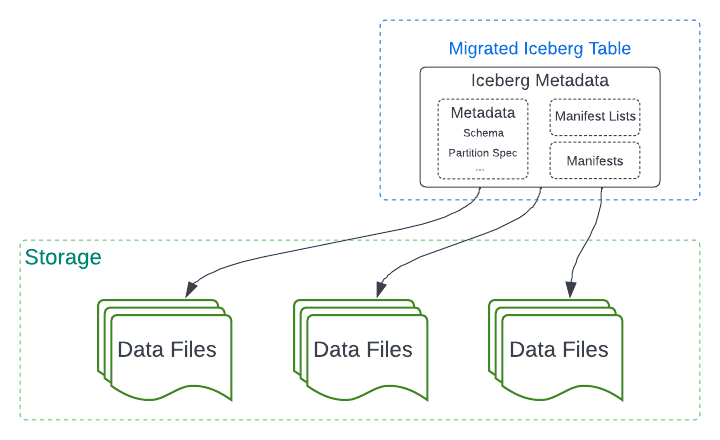 Migrated Iceberg Table
Iceberg Metadata
Metadata
Schema
Partition Spec
...
Manifest Lists
Manifests
Storage
Data Files
Data Files
Data Files